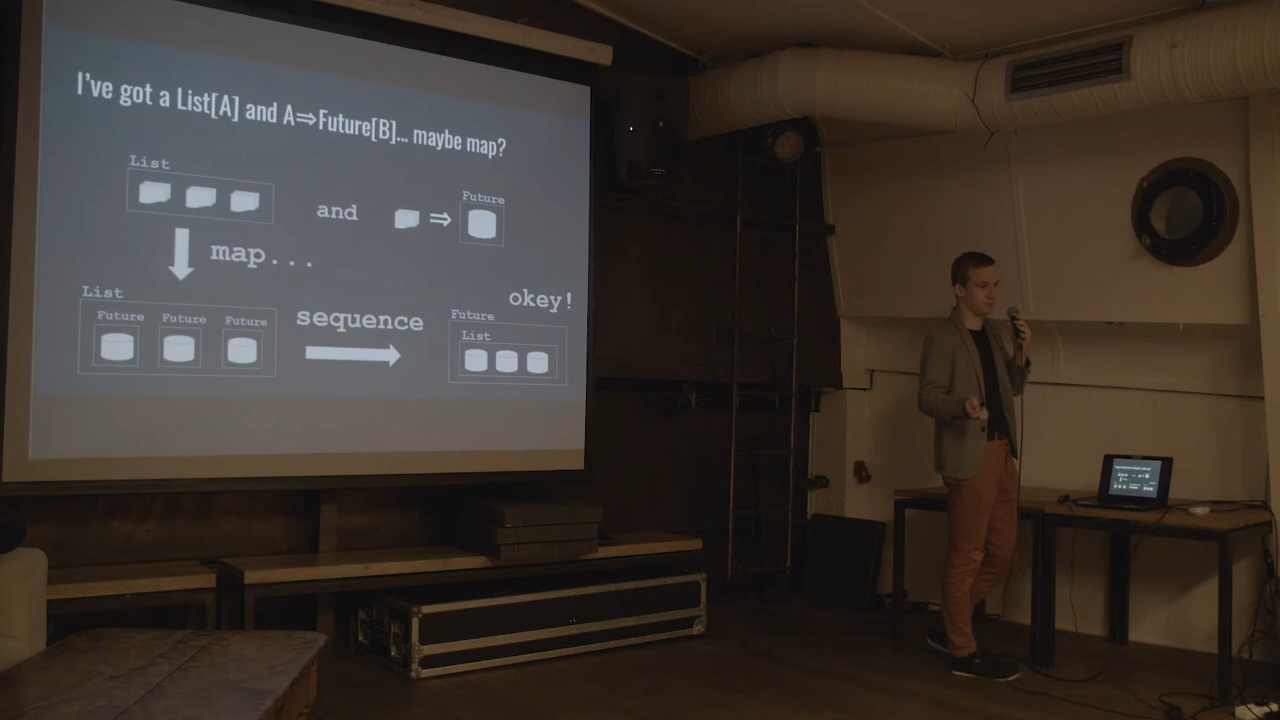 I've got a List[A] and A⇒Future[B]... maybe map?
List
and
⇒
Future
map...
List
Future Future Future
sequence
okey!
Future
List